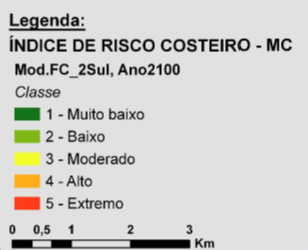 Legenda:
ÍNDICE DE RISCO COSTEIRO - MC
Mod.FC_2Sul, Ano2100
Classe
1 - Muito baixo
2 - Baixo
3 - Moderado
4 - Alto
5 - Extremo
0 0,5 1 2 3
Km